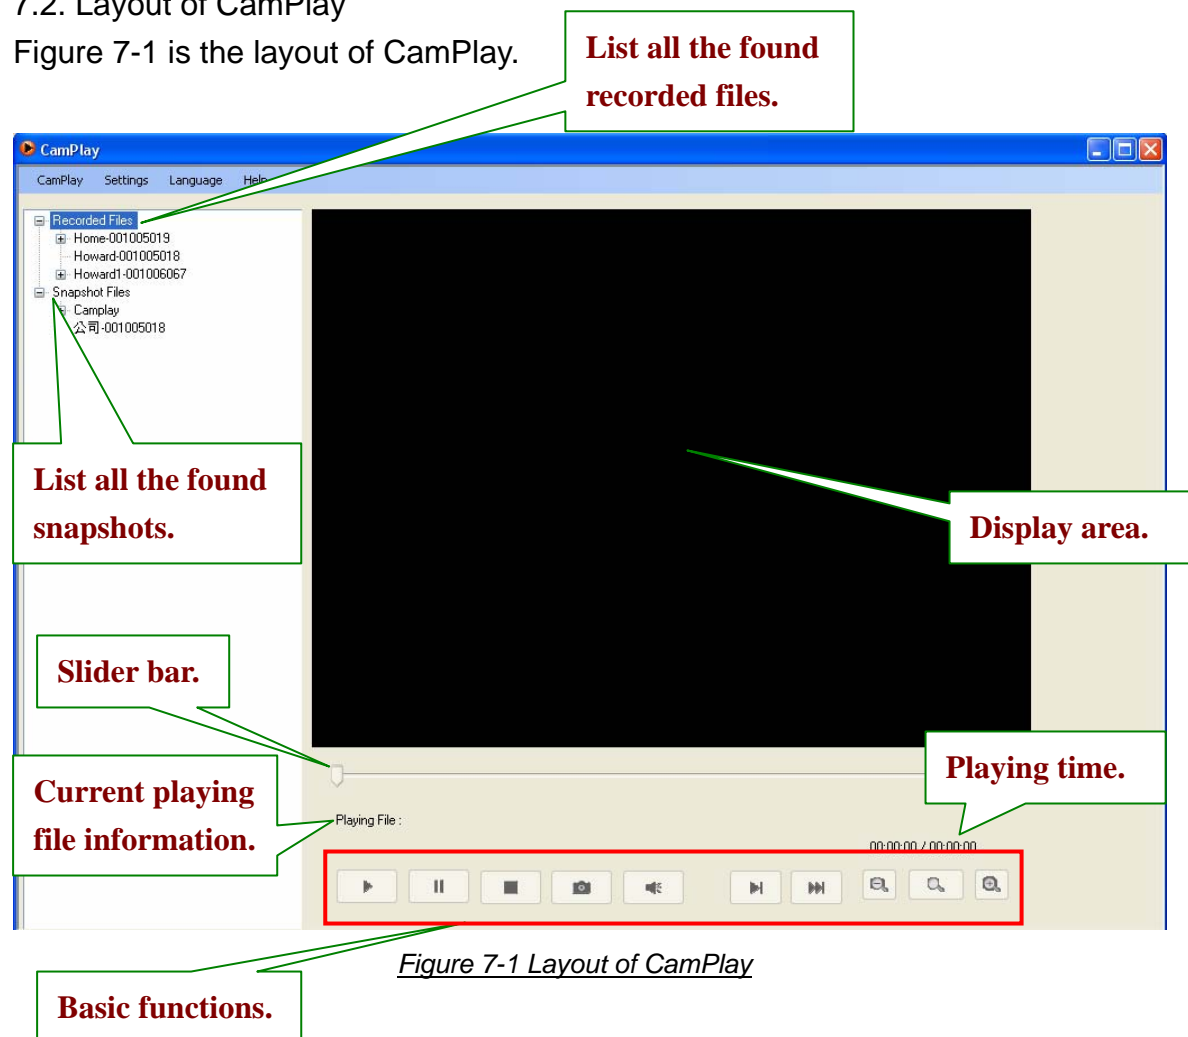 7.2. Layout of CamPlay
Figure 7-1 is the layout of CamPlay.
List all the found
recorded files.
CamPlay
CamPlay Settings Language Help
Recorded Files
Home-001005019
Howard-001005018
Howard1-001006067
Snapshot Files
Camplay
公司-001005018
List all the found
snapshots.
Display area.
Slider bar.
Playing time.
Current playing
file information.
Playing File :
00:00:00 / 00:00:00
Figure 7-1 Layout of CamPlay
Basic functions.